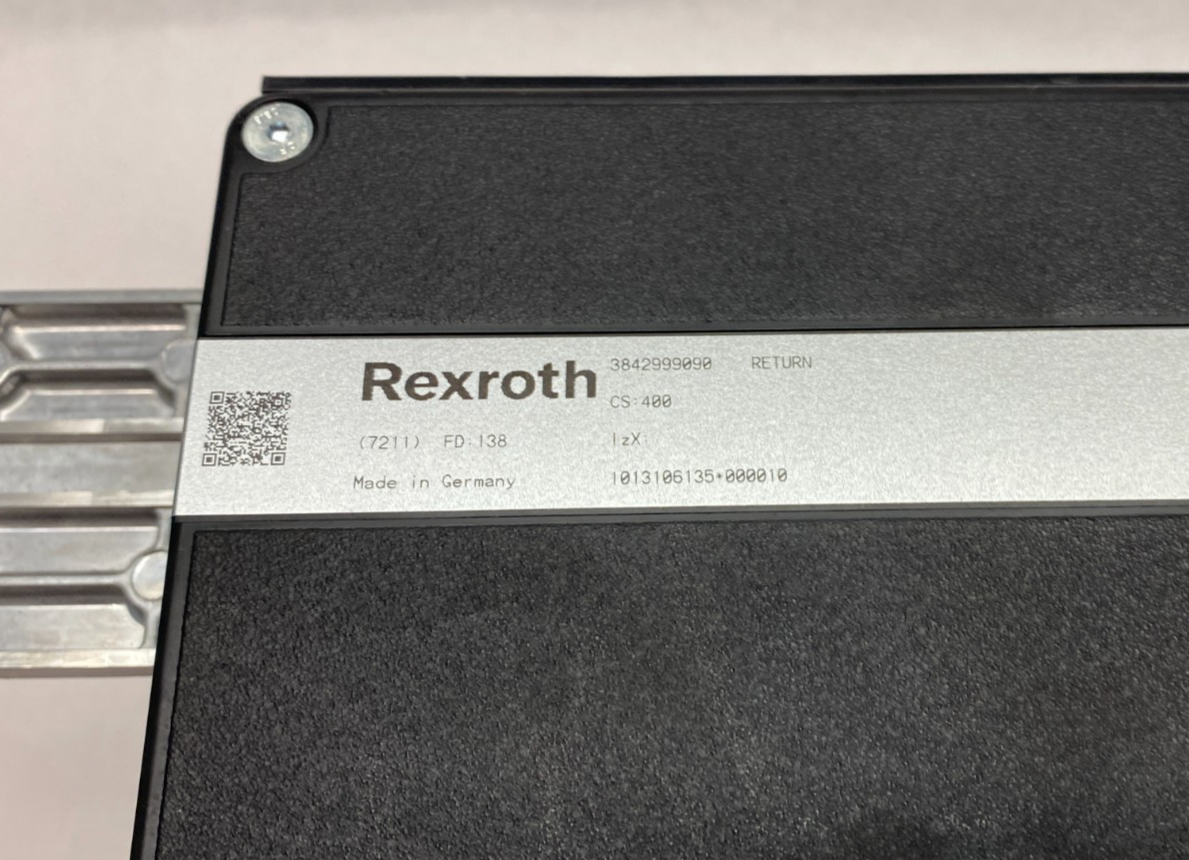 Rexroth
3842999090 RETURN
CS:400
(7211) FD:138
IzX:
Made in Germany
1013106135*000010